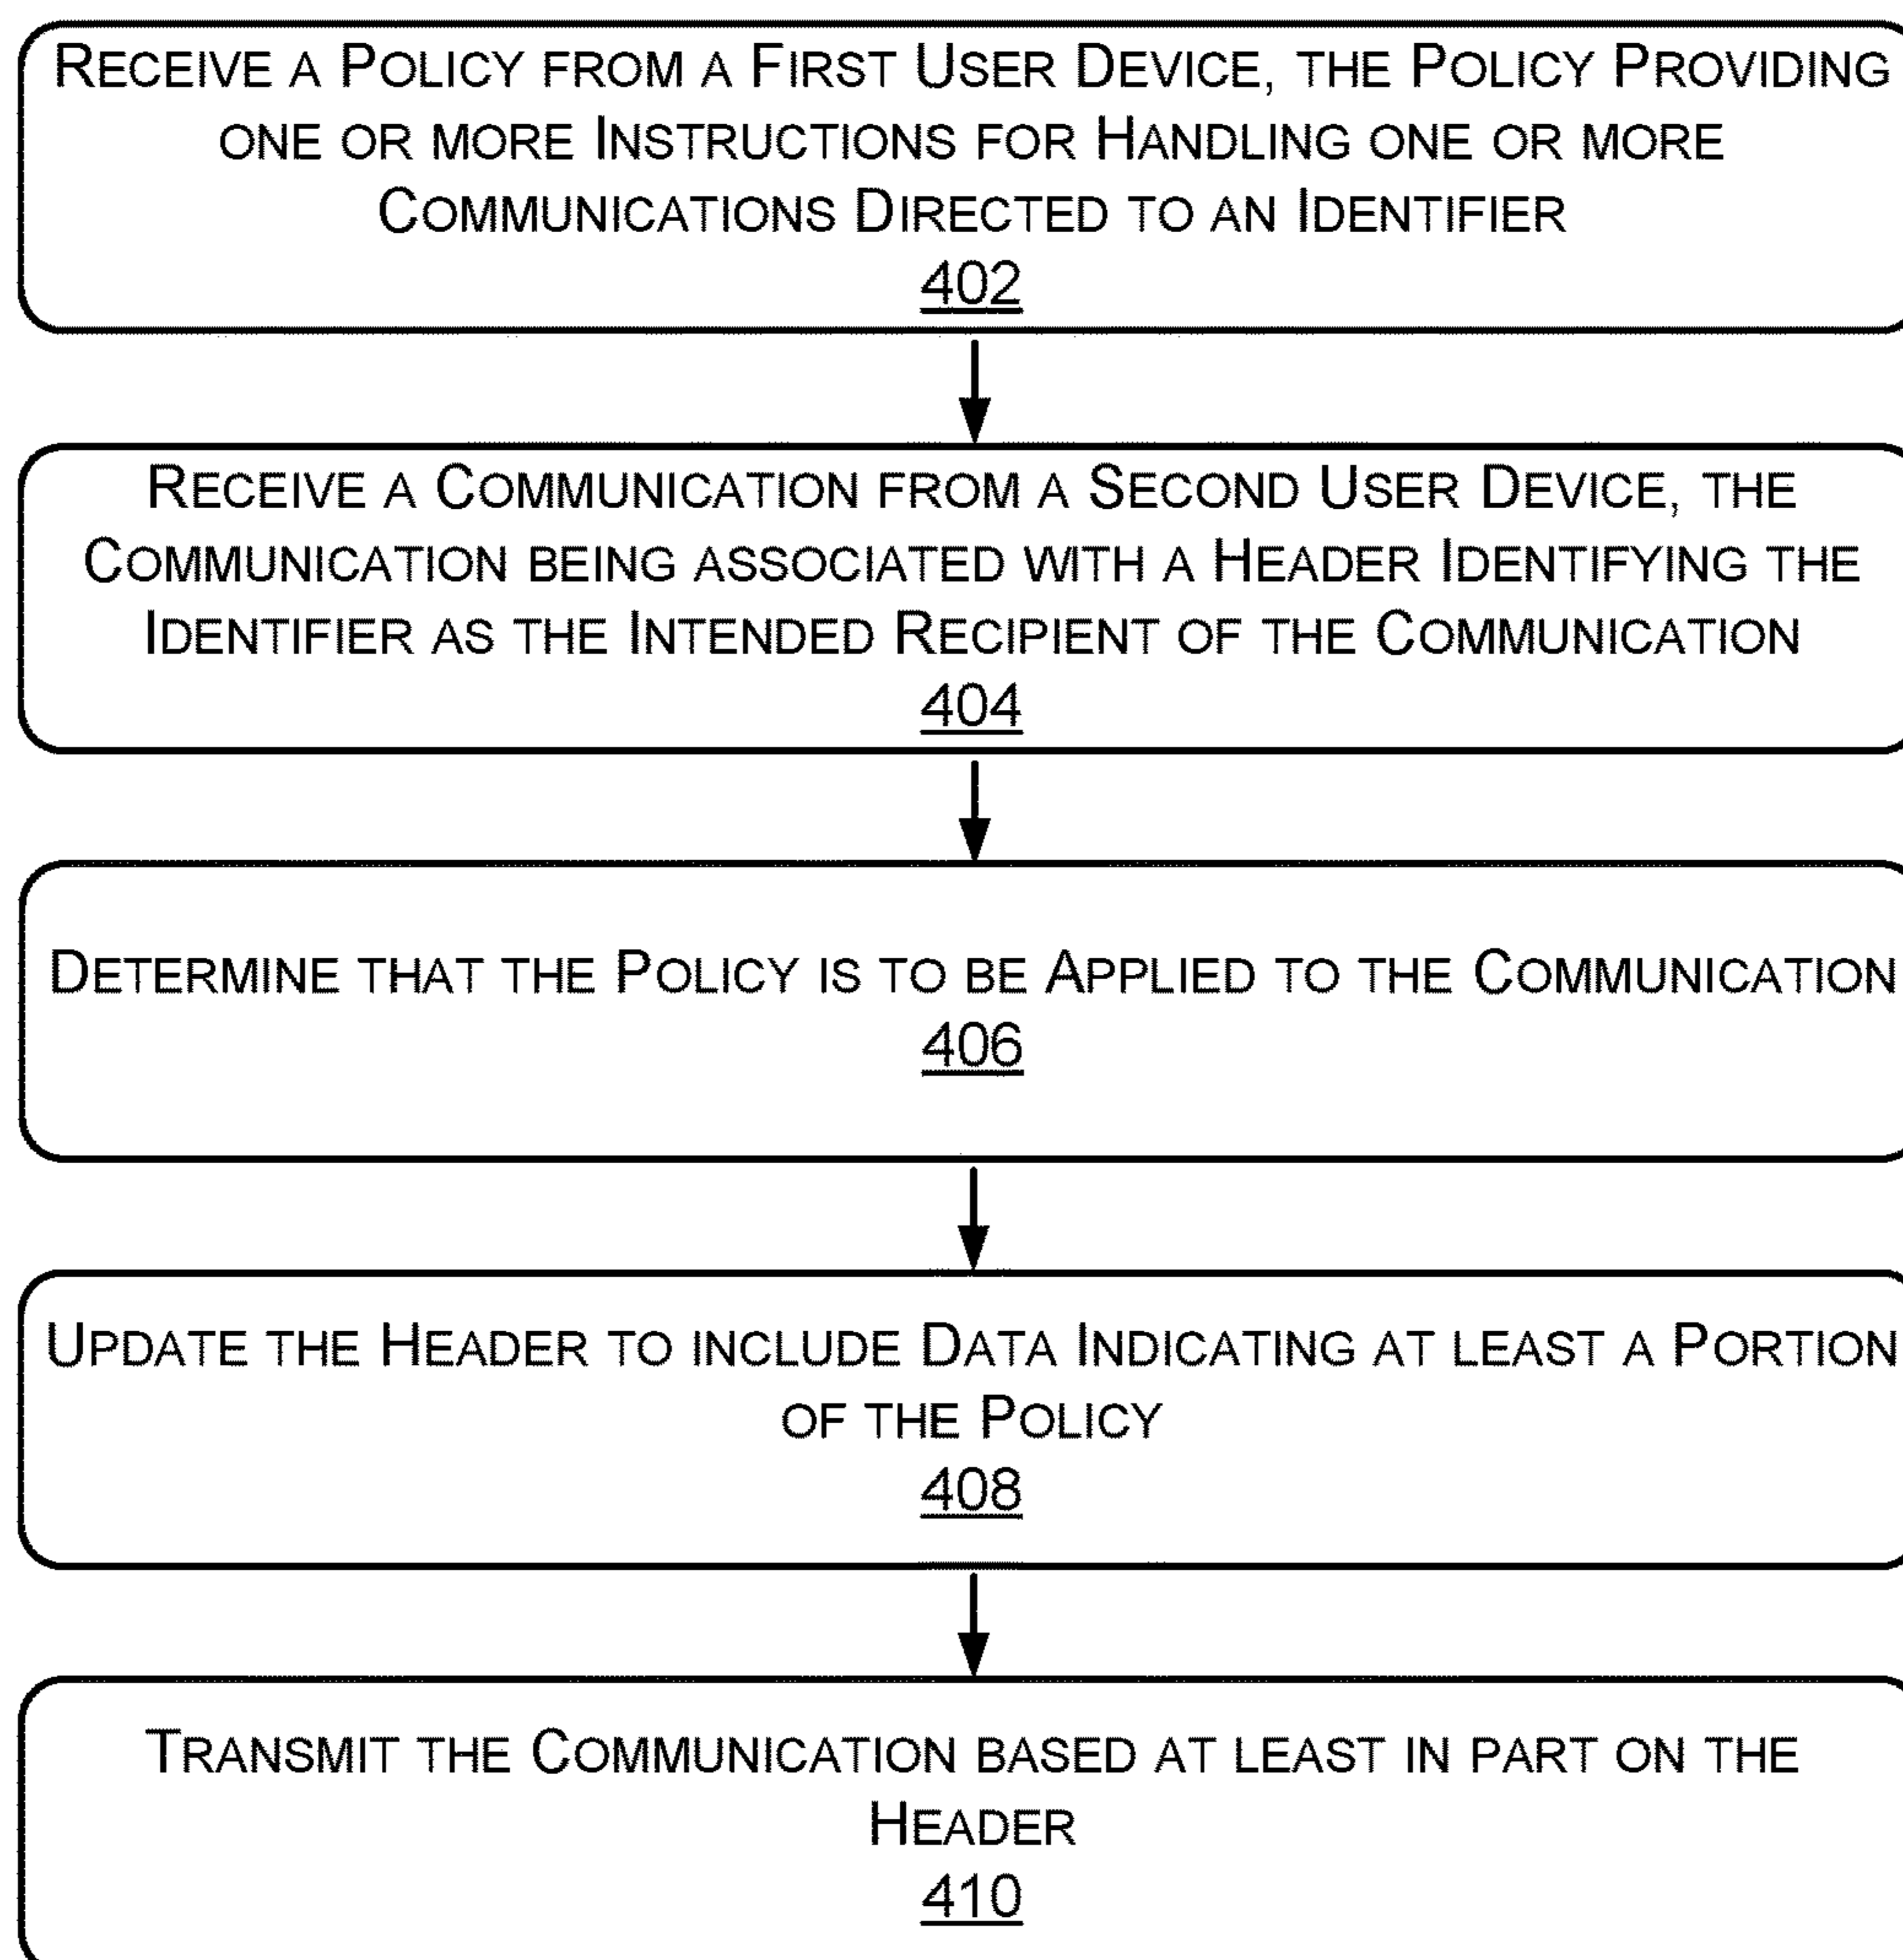 RECEIVE A POLICY FROM A FIRST USER DEVICE, THE POLICY PROVIDING
ONE OR MORE INSTRUCTIONS FOR HANDLING ONE OR MORE
COMMUNICATIONS DIRECTED TO AN IDENTIFIER
402
RECEIVE A COMMUNICATION FROM A SECOND USER DEVICE, THE
COMMUNICATION BEING ASSOCIATED WITH A HEADER IDENTIFYING THE
IDENTIFIER AS THE INTENDED RECIPIENT OF THE COMMUNICATION
404
DETERMINE THAT THE POLICY IS TO BE APPLIED TO THE COMMUNICATION
406
UPDATE THE HEADER TO INCLUDE DATA INDICATING AT LEAST A PORTION
OF THE POLICY
408
TRANSMIT THE COMMUNICATION BASED AT LEAST IN PART ON THE
HEADER
410